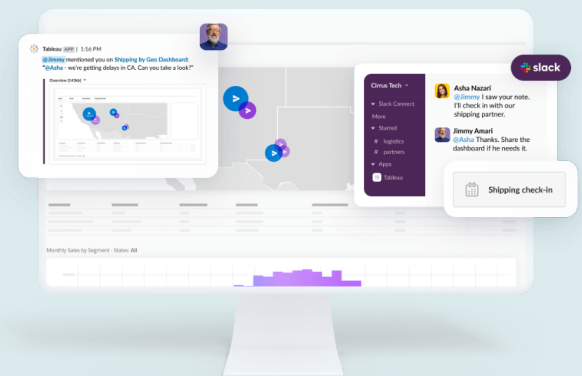 Tableau APP | 1:16 PM
@Jimmy mentioned you on Shipping by Geo Dashboard:
"@Asha - we're getting delays in CA. Can you take a look?"
Overview (145kb)
slack
Cirrus Tech
Slack Connect
More
Starred
# logistics
# partners
Apps
Tableau
Asha Nazari
@Jimmy I saw your note.
I'll check in with our
shipping partner.
Jimmy Amari
@Asha Thanks. Share the
dashboard if he needs it.
Shipping check-in
Monthly Sales by Segment - States: All